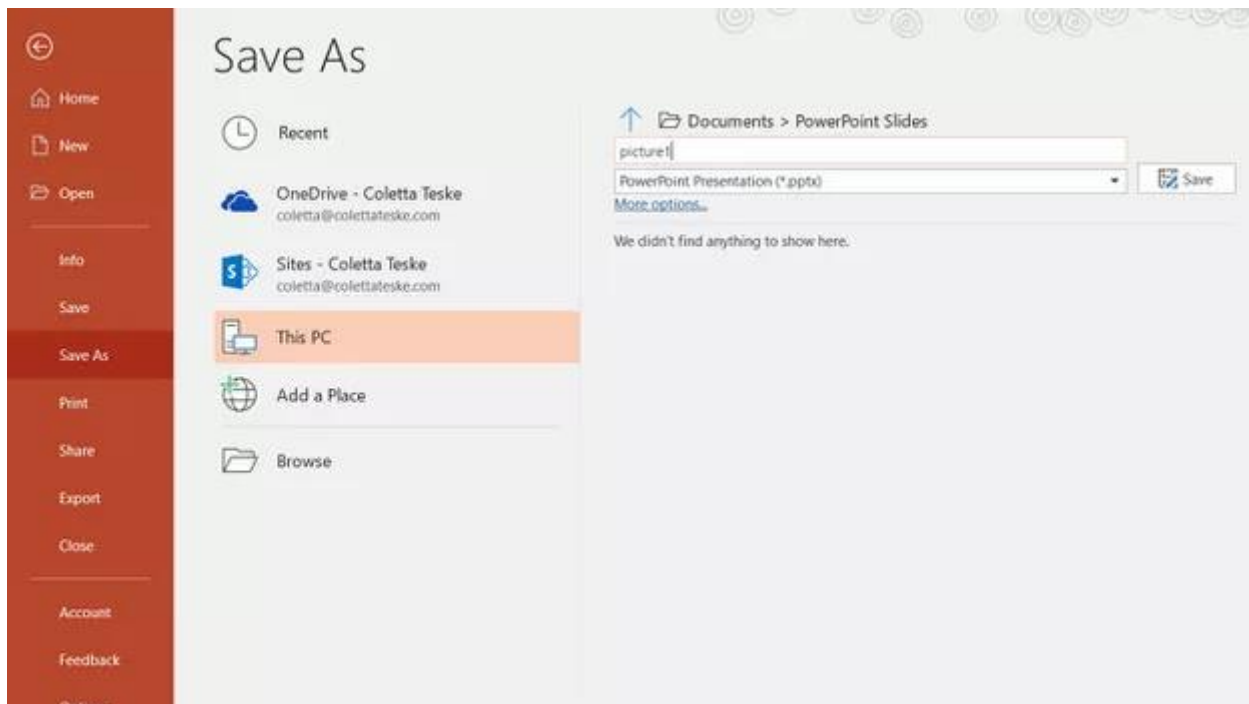 Save As
Home
New
Open
Info
Save
Save As
Print
Share
Export
Close
Account
Feedback
Recent
OneDrive - Coletta Teske
coletta@colettateske.com
Sites - Coletta Teske
coletta@colettateske.com
This PC
Add a Place
Browse
Documents > PowerPoint Slides
picture1
PowerPoint Presentation (*.pptx)
Save
More options...
We didn't find anything to show here.